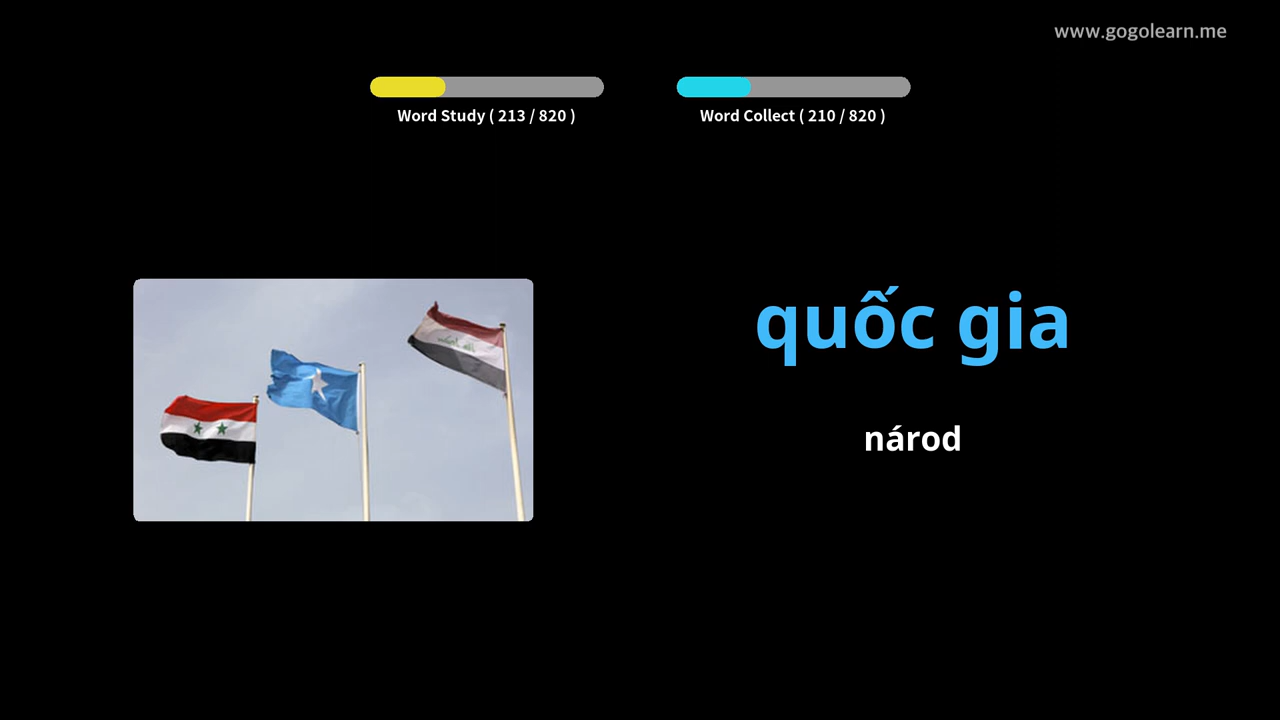 www.gogolearn.me
Word Study ( 213 / 820 )
Word Collect ( 210 / 820 )
quốc gia
národ